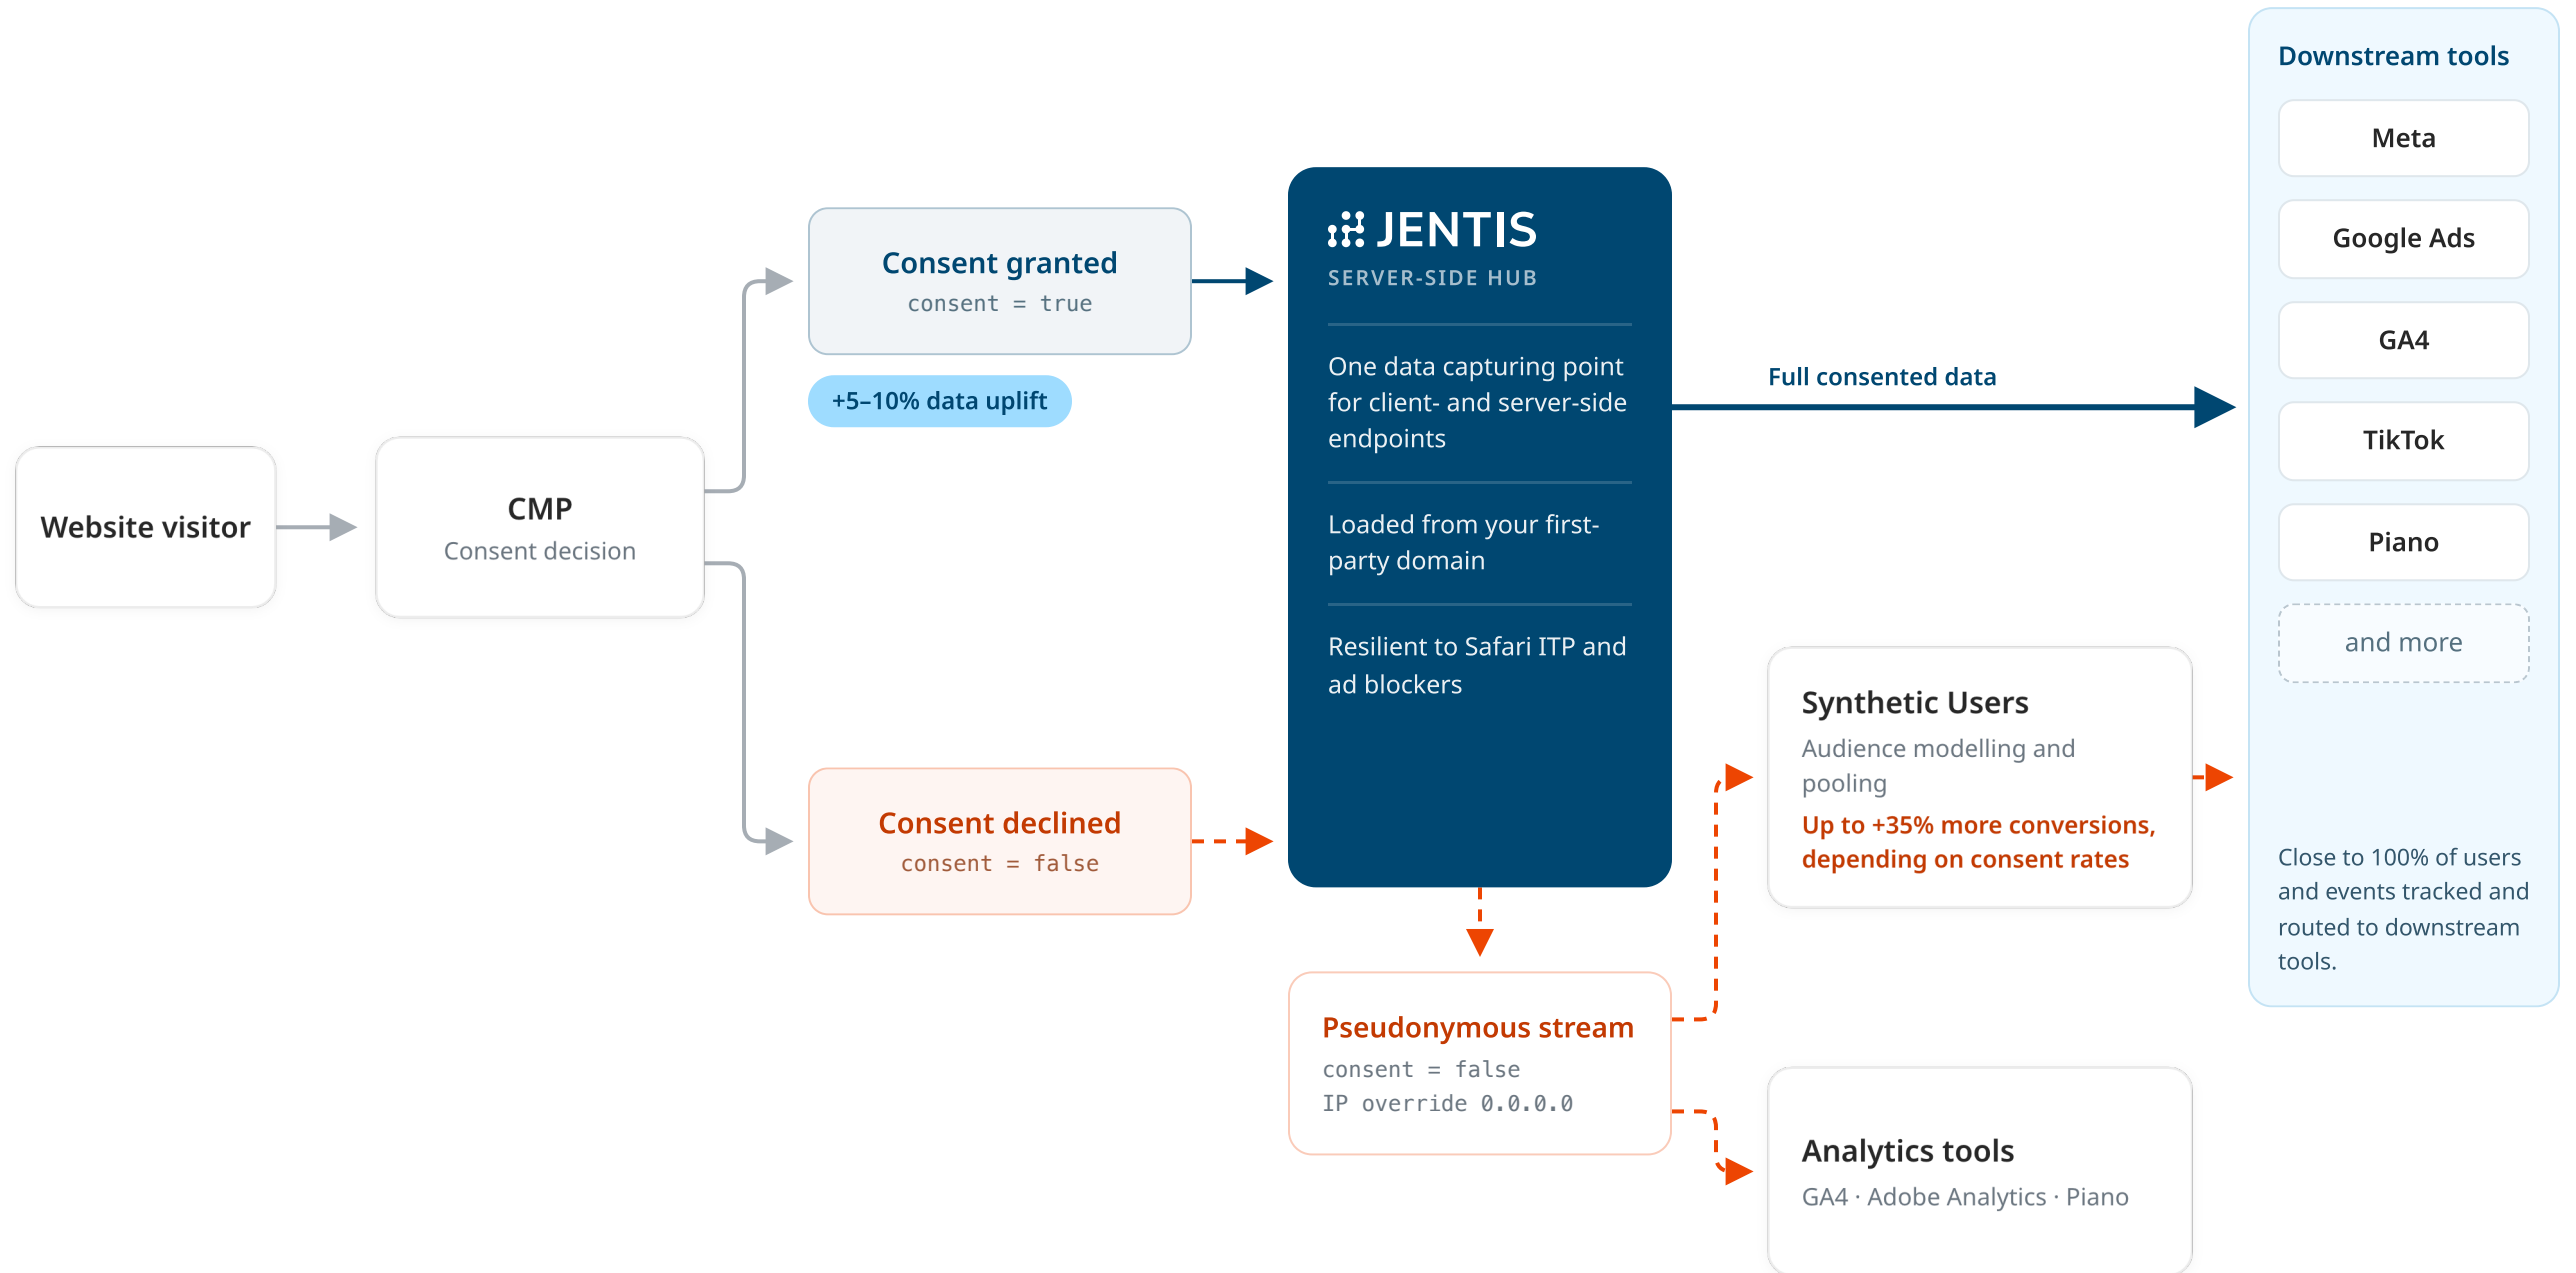 Website visitor
CMP
Consent decision
Consent granted
consent = true
+5–10% data uplift
Consent declined
consent = false
JENTIS
SERVER-SIDE HUB
One data capturing point
for client- and server-side
endpoints
Loaded from your first-
party domain
Resilient to Safari ITP and
ad blockers
Pseudonymous stream
consent = false
IP override 0.0.0.0
Full consented data
Synthetic Users
Audience modelling and
pooling
Up to +35% more conversions,
depending on consent rates
Analytics tools
GA4 · Adobe Analytics · Piano
Downstream tools
Meta
Google Ads
GA4
TikTok
Piano
and more
Close to 100% of users
and events tracked and
routed to downstream
tools.